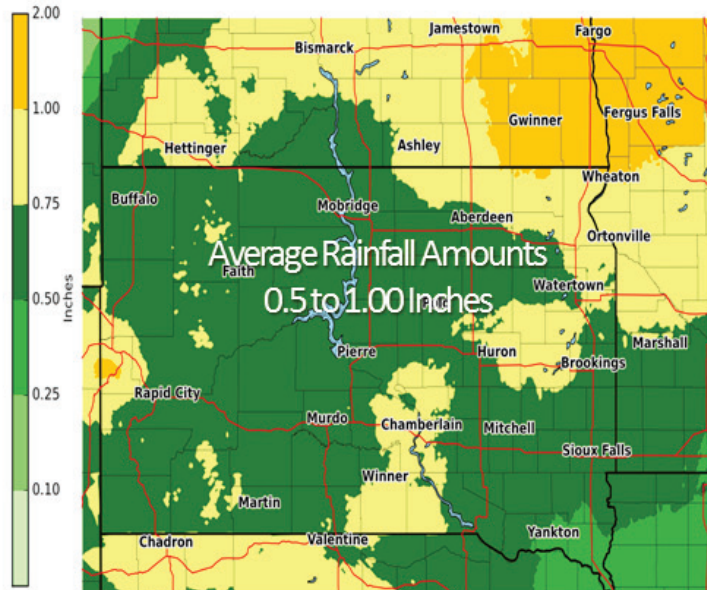 2.00
1.00
0.75
0.50
0.25
0.10
Inches
Bismarck
Jamestown
Fargo
Gwinner
Fergus Falls
Hettinger
Ashley
Buffalo
Wheaton
Mobridge
Aberdeen
Ortonville
Average Rainfall Amounts
Faith
Watertown
0.5 to 1.00 Inches
Pierre
Huron
Marshall
Brookings
Rapid City
Murdo
Chamberlain
Mitchell
Sioux Falls
Winner
Martin
Chadron
Valentine
Yankton